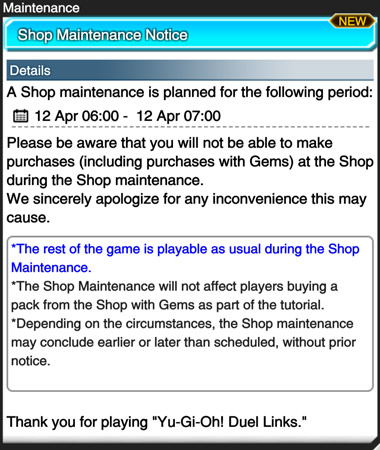 Maintenance
NEW
Shop Maintenance Notice
Details
A Shop maintenance is planned for the following period:
12 Apr 06:00 - 12 Apr 07:00
Please be aware that you will not be able to make
purchases (including purchases with Gems) at the Shop
during the Shop maintenance.
We sincerely apologize for any inconvenience this may
cause.
*The rest of the game is playable as usual during the Shop
Maintenance.
*The Shop Maintenance will not affect players buying a
pack from the Shop with Gems as part of the tutorial.
*Depending on the circumstances, the Shop maintenance
may conclude earlier or later than scheduled, without prior
notice.
Thank you for playing "Yu-Gi-Oh! Duel Links."